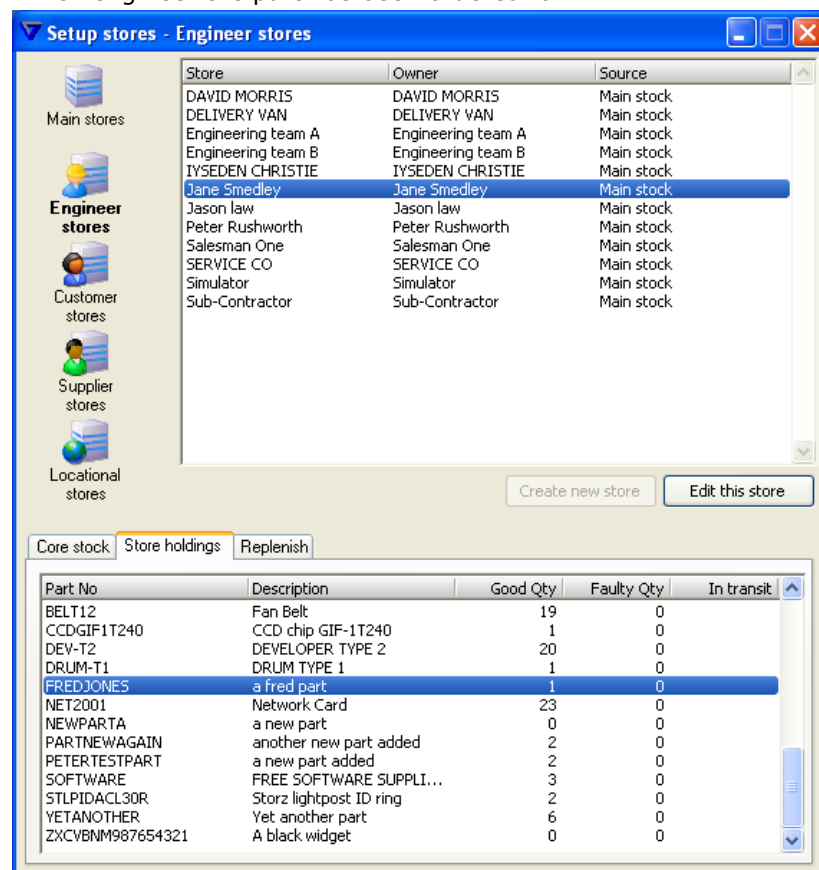 Setup stores - Engineer stores
Main stores
Engineer
stores
Customer
stores
Supplier
stores
Locational
stores
Store Owner Source
DAVID MORRIS DAVID MORRIS Main stock
DELIVERY VAN DELIVERY VAN Main stock
Engineering team A Engineering team A Main stock
Engineering team B Engineering team B Main stock
IYSEDEN CHRISTIE IYSEDEN CHRISTIE Main stock
Jane Smedley Jane Smedley Main stock
Jason law Jason law Main stock
Peter Rushworth Peter Rushworth Main stock
Salesman One Salesman One Main stock
SERVICE CO SERVICE CO Main stock
Simulator Simulator Main stock
Sub-Contractor Sub-Contractor Main stock
Create new store Edit this store
Core stock Store holdings Replenish
Part No Description Good Qty Faulty Qty In transit
BELT12 Fan Belt 19 0
CCDGIF1T240 CCD chip GIF-1T240 1 0
DEV-T2 DEVELOPER TYPE 2 20 0
DRUM-T1 DRUM TYPE 1 1 0
FREDJONES a fred part 1 0
NET2001 Network Card 23 0
NEWPARTA a new part 0 0
PARTNEWAGAIN another new part added 2 0
PETERTESTPART a new part added 2 0
SOFTWARE FREE SOFTWARE SUPPLI... 3 0
STLPIDACL30R Storz lightpost ID ring 2 0
YETANOTHER Yet another part 6 0
ZXCVBNM987654321 A black widget 0 0